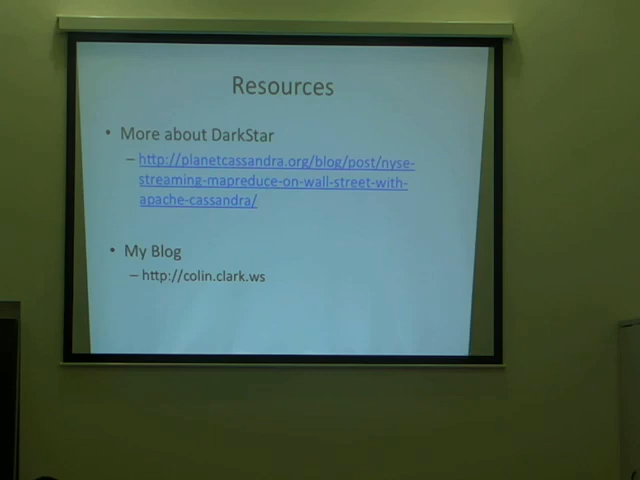 Resources
• More about DarkStar
– http://planetcassandra.org/blog/post/nyse-
streaming-mapreduce-on-wall-street-with-
apache-cassandra/
• My Blog
– http://colin.clark.ws